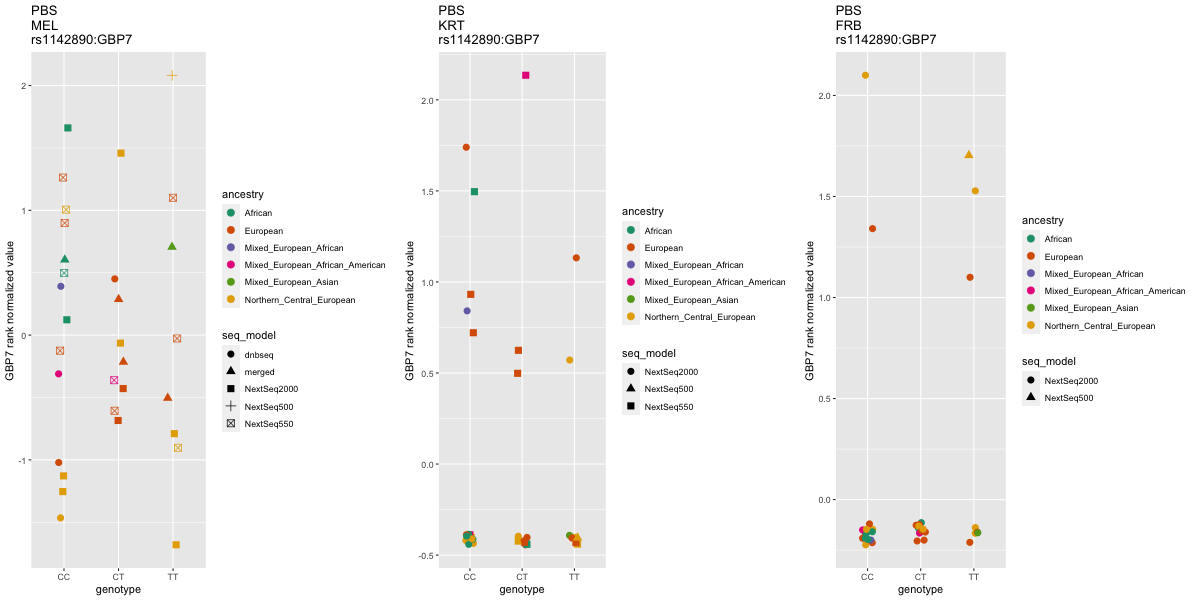 PBS
MEL
rs1142890:GBP7
GBP7 rank normalized value
2
1
0
-1
CC
CT
TT
genotype
ancestry
African
European
Mixed_European_African
Mixed_European_African_American
Mixed_European_Asian
Northern_Central_European
seq_model
dnbseq
merged
NextSeq2000
NextSeq500
NextSeq550
PBS
KRT
rs1142890:GBP7
GBP7 rank normalized value
2.0
1.5
1.0
0.5
0.0
-0.5
CC
CT
TT
genotype
ancestry
African
European
Mixed_European_African
Mixed_European_African_American
Mixed_European_Asian
Northern_Central_European
seq_model
NextSeq2000
NextSeq500
NextSeq550
PBS
FRB
rs1142890:GBP7
GBP7 rank normalized value
2.0
1.5
1.0
0.5
0.0
CC
CT
TT
genotype
ancestry
African
European
Mixed_European_African
Mixed_European_African_American
Mixed_European_Asian
Northern_Central_European
seq_model
NextSeq2000
NextSeq500